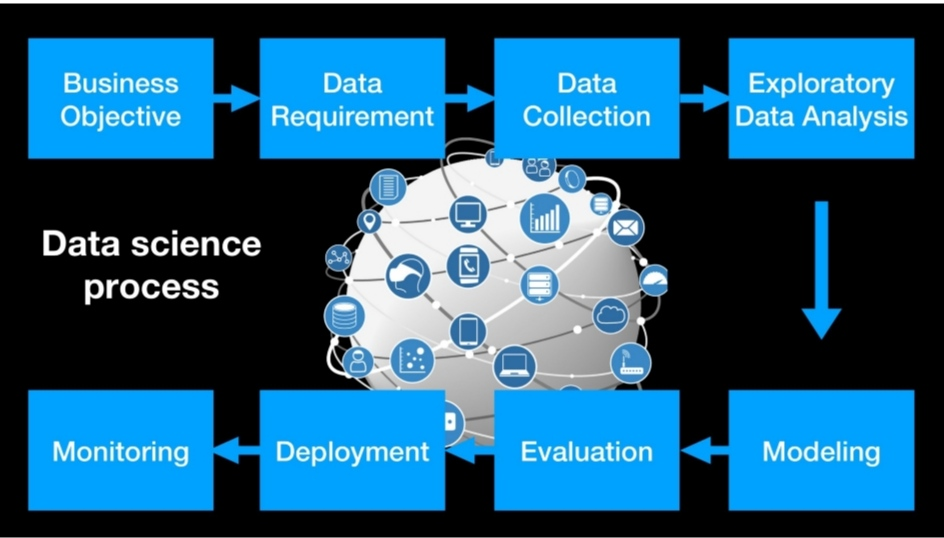 Business
Objective
Data
Requirement
Data
Collection
Exploratory
Data Analysis
Data science
process
Monitoring
Deployment
Evaluation
Modeling